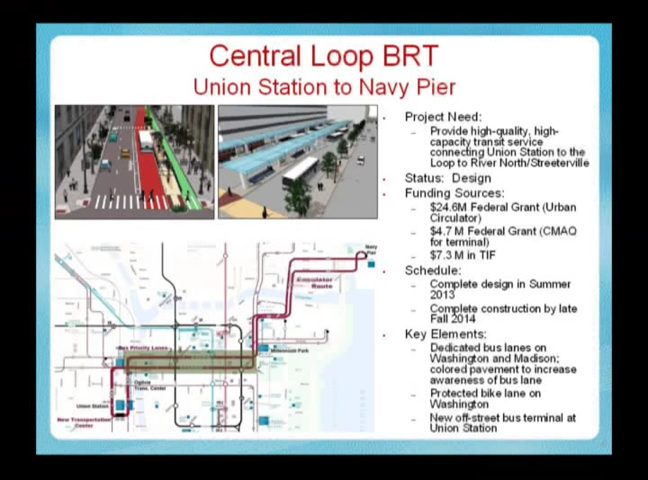 Central Loop BRT
Union Station to Navy Pier
Project Need:
– Provide high-quality, high-
capacity transit service
connecting Union Station to the
Loop to River North/Streeterville
Status: Design
Funding Sources:
– $24.6M Federal Grant (Urban
Circulator)
– $4.7 M Federal Grant (CMAQ
for terminal)
– $7.3 M in TIF
Schedule:
– Complete design in Summer
2013
– Complete construction by late
Fall 2014
Key Elements:
– Dedicated bus lanes on
Washington and Madison;
colored pavement to increase
awareness of bus lane
– Protected bike lane on
Washington
– New off-street bus terminal at
Union Station
Navy
Pier
Circulator
Route
Bus Priority Lanes
Millennium Park
Ogilvie
Trans. Center
Union Station
New Transportation
Center